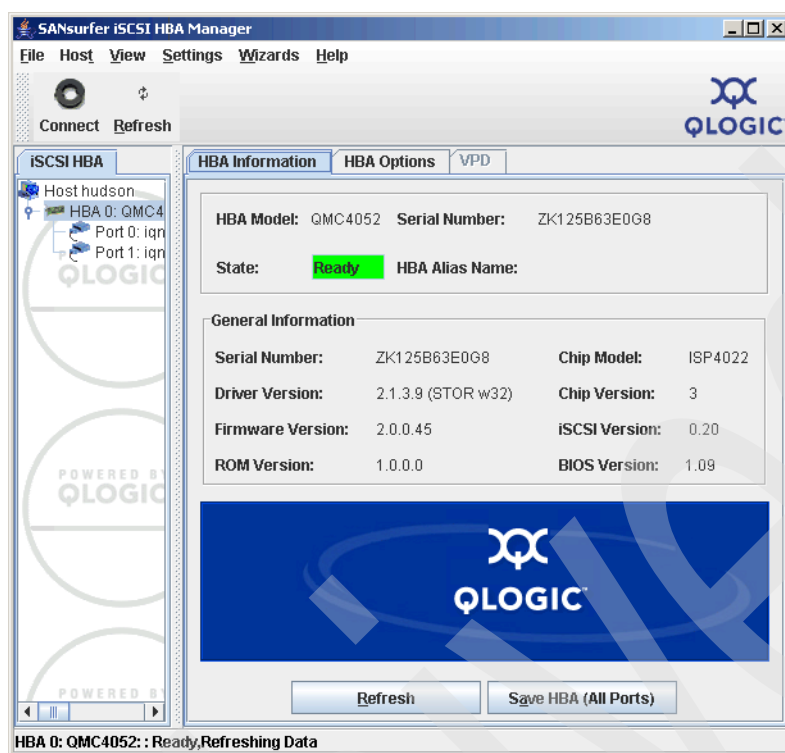 SANsurfer iSCSI HBA Manager
File Host View Settings Wizards Help
Connect Refresh
QLOGIC
iSCSI HBA
Host hudson
HBA 0: QMC4
Port 0: iqn
Port 1: iqn
QLOGIC
POWERED BY
QLOGIC
POWERED BY
HBA Information HBA Options VPD
HBA Model: QMC4052 Serial Number: ZK125B63E0G8
State: Ready HBA Alias Name:
General Information
Serial Number: ZK125B63E0G8 Chip Model: ISP4022
Driver Version: 2.1.3.9 (STOR w32) Chip Version: 3
Firmware Version: 2.0.0.45 iSCSI Version: 0.20
ROM Version: 1.0.0.0 BIOS Version: 1.09
QLOGIC
Refresh Save HBA (All Ports)
HBA 0: QMC4052: : Ready,Refreshing Data